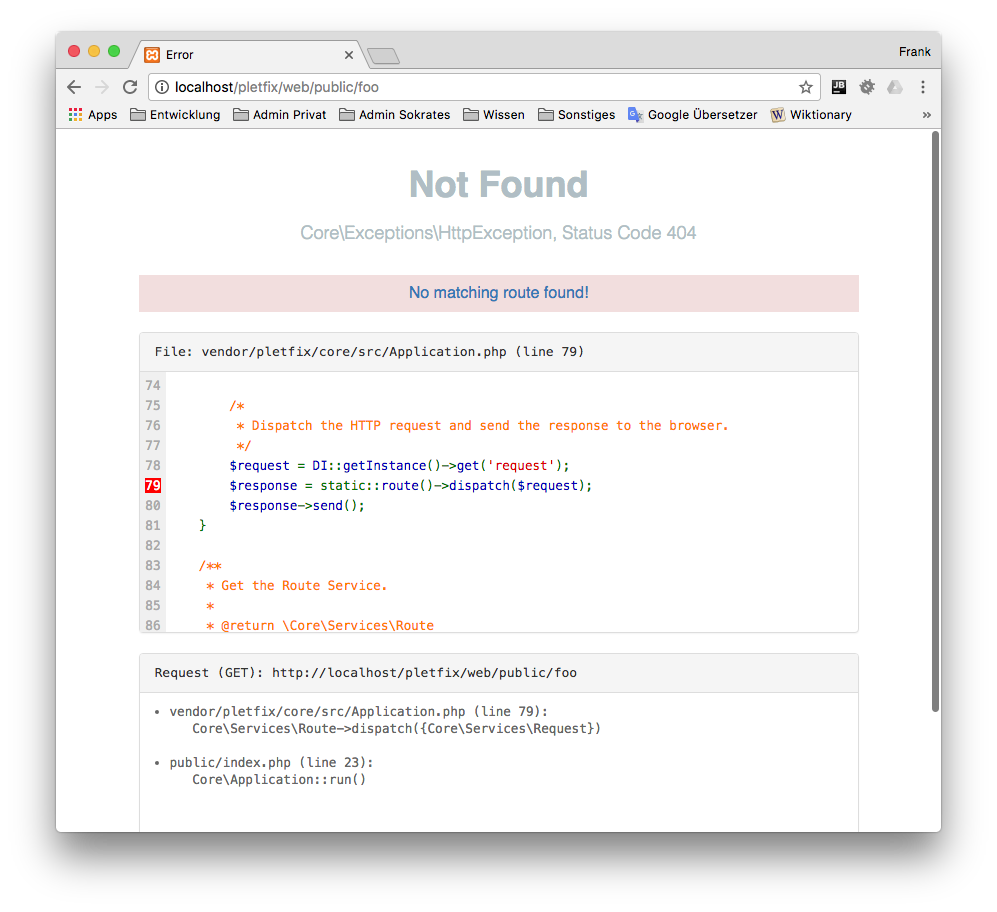 Error
Frank
localhost/pletfix/web/public/foo
JB
Apps Entwicklung Admin Privat Admin Sokrates Wissen Sonstiges Google Übersetzer W Wiktionary »
Not Found
Core\Exceptions\HttpException, Status Code 404
No matching route found!
File: vendor/pletfix/core/src/Application.php (line 79)
74
75 /*
76 * Dispatch the HTTP request and send the response to the browser.
77 */
78 $request = DI::getInstance()->get('request');
79 $response = static::route()->dispatch($request);
80 $response->send();
81 }
82
83 /**
84 * Get the Route Service.
85 *
86 * @return \Core\Services\Route
Request (GET): http://localhost/pletfix/web/public/foo
• vendor/pletfix/core/src/Application.php (line 79):
Core\Services\Route->dispatch({Core\Services\Request})
• public/index.php (line 23):
Core\Application::run()